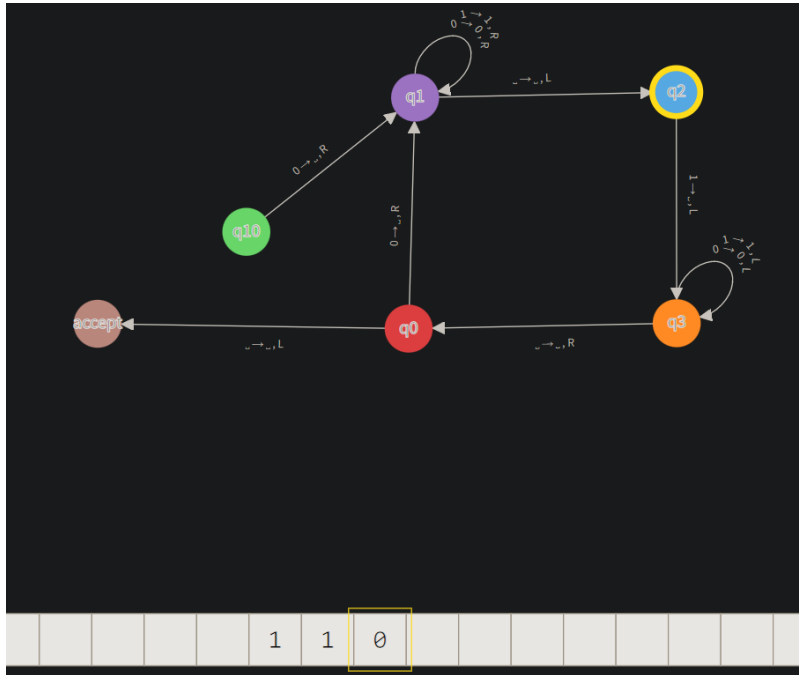 1→1,R
0→0,R
q1
␣→␣,L
q2
0→␣,R
0→␣,R
1→␣,L
q10
1→1,L
0→0,L
accept
q0
q3
␣→␣,L
␣→␣,R
1 1 0